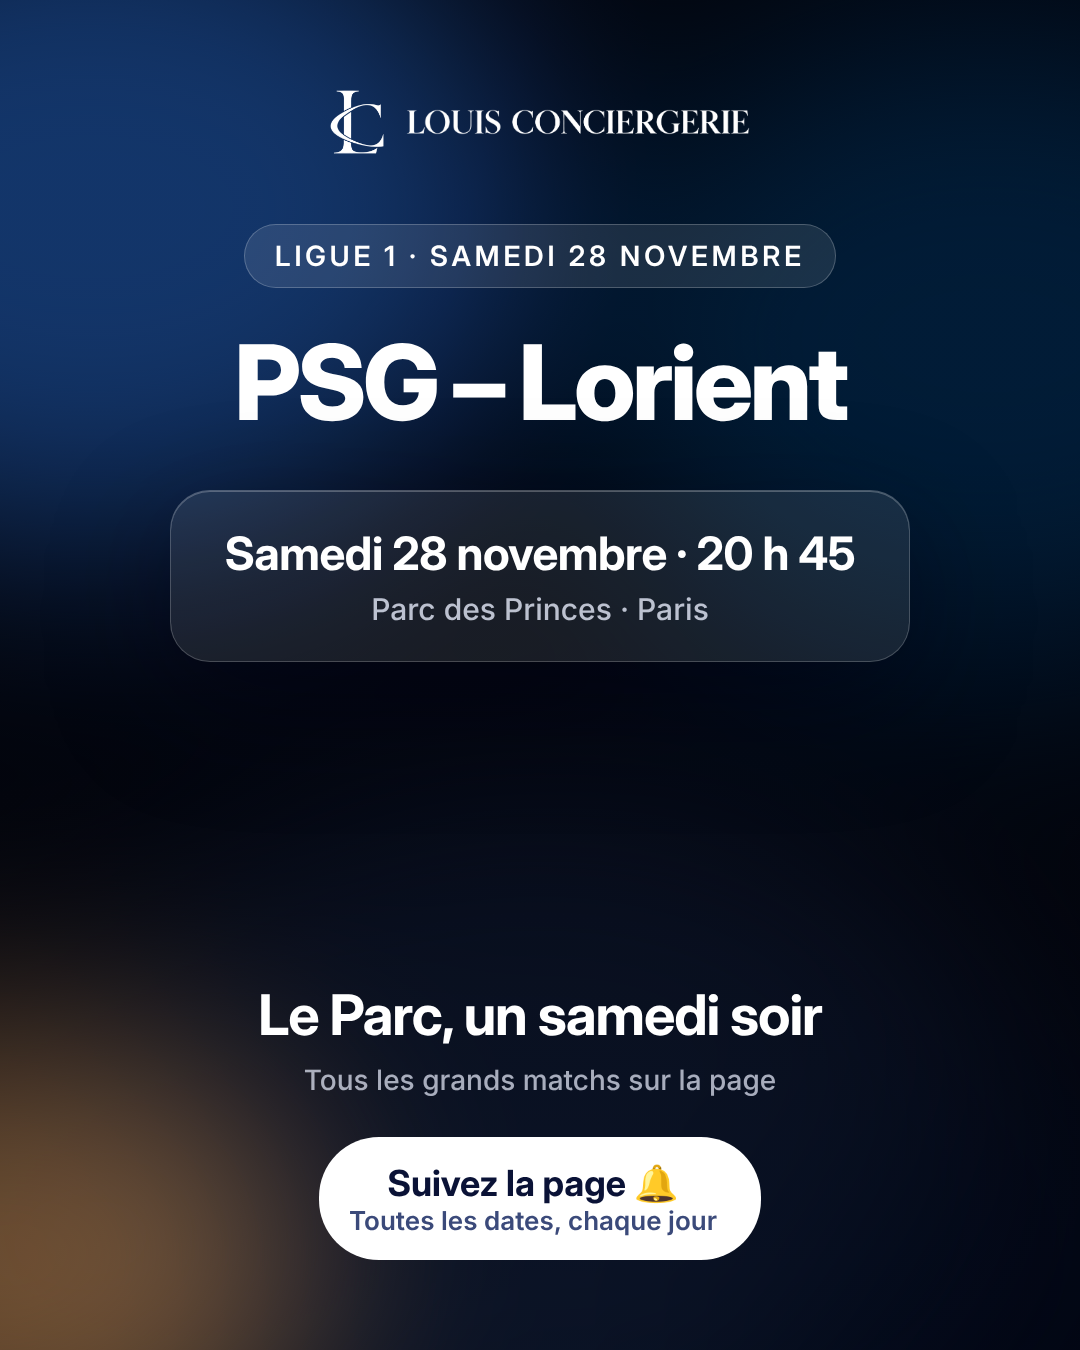 LOUIS CONCIERGERIE
LIGUE 1 · SAMEDI 28 NOVEMBRE
PSG – Lorient
Samedi 28 novembre · 20 h 45
Parc des Princes · Paris
Le Parc, un samedi soir
Tous les grands matchs sur la page
Suivez la page 🔔
Toutes les dates, chaque jour